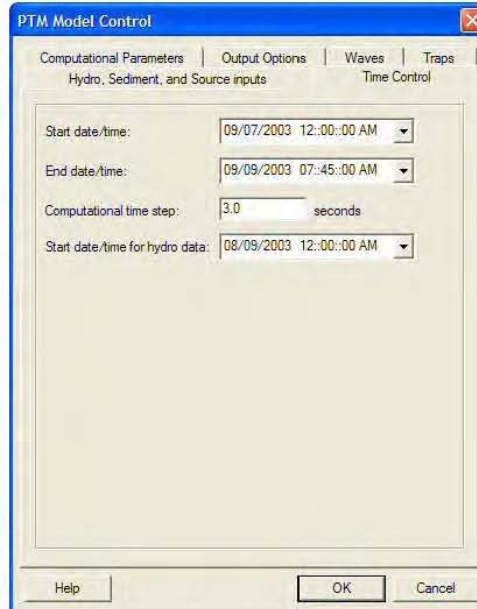 PTM Model Control
Computational Parameters | Output Options | Waves | Traps |
Hydro, Sediment, and Source inputs Time Control
Start date/time: 09/07/2003 12::00::00 AM
End date/time: 09/09/2003 07::45::00 AM
Computational time step: 3.0 seconds
Start date/time for hydro data: 08/09/2003 12::00::00 AM
Help OK Cancel